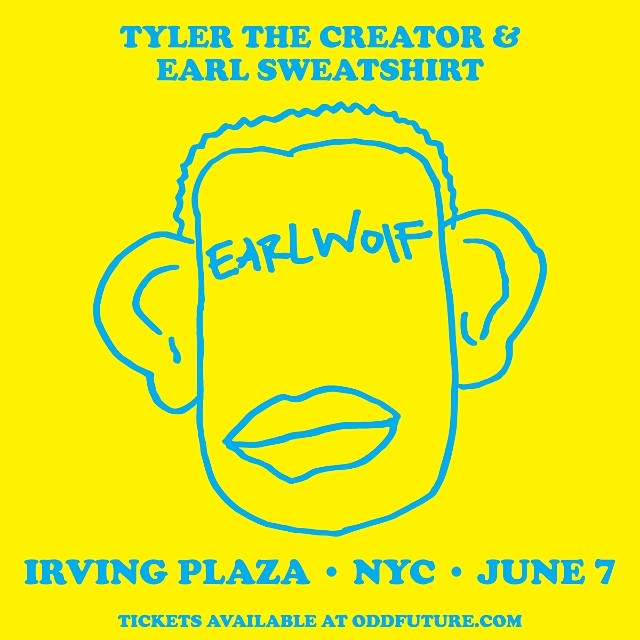 TYLER THE CREATOR &
EARL SWEATSHIRT
EARLWOLF
IRVING PLAZA • NYC • JUNE 7
TICKETS AVAILABLE AT ODDFUTURE.COM